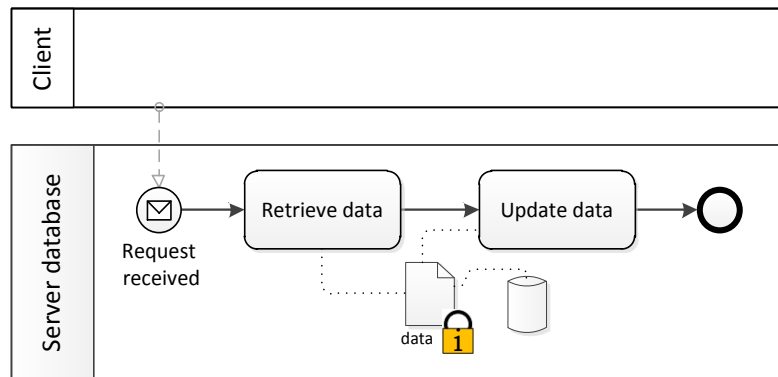 Client
Server database
Request
received
Retrieve data
Update data
data
1